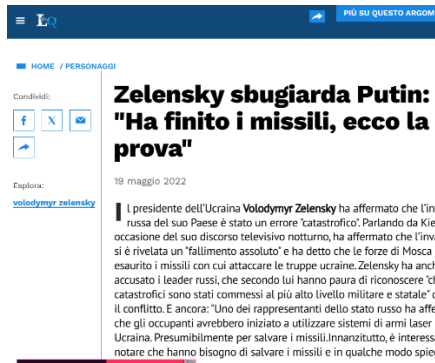 LQ
PIÙ SU QUESTO ARGOM
HOME / PERSONAGGI
Condividi:
Esplora:
volodymyr zelensky
Zelensky sbugiarda Putin:
"Ha finito i missili, ecco la
prova"
19 maggio 2022
Il presidente dell'Ucraina Volodymyr Zelensky ha affermato che l'in
russa del suo Paese è stato un errore "catastrofico". Parlando da Kie
occasione del suo discorso televisivo notturno, ha affermato che l'inva
si è rivelata un "fallimento assoluto" e ha detto che le forze di Mosca
esaurito i missili con cui attaccare le truppe ucraine. Zelensky ha anch
accusato i leader russi, che secondo lui hanno paura di riconoscere "c
catastrofici sono stati commessi al più alto livello militare e statale"
il conflitto. E ancora: "Uno dei rappresentanti dello stato russo ha affe
che gli occupanti avrebbero iniziato a utilizzare sistemi di armi laser
Ucraina. Presumibilmente per salvare i missili.Innanzitutto, è interess
notare che hanno bisogno di salvare i missili e in qualche modo spie